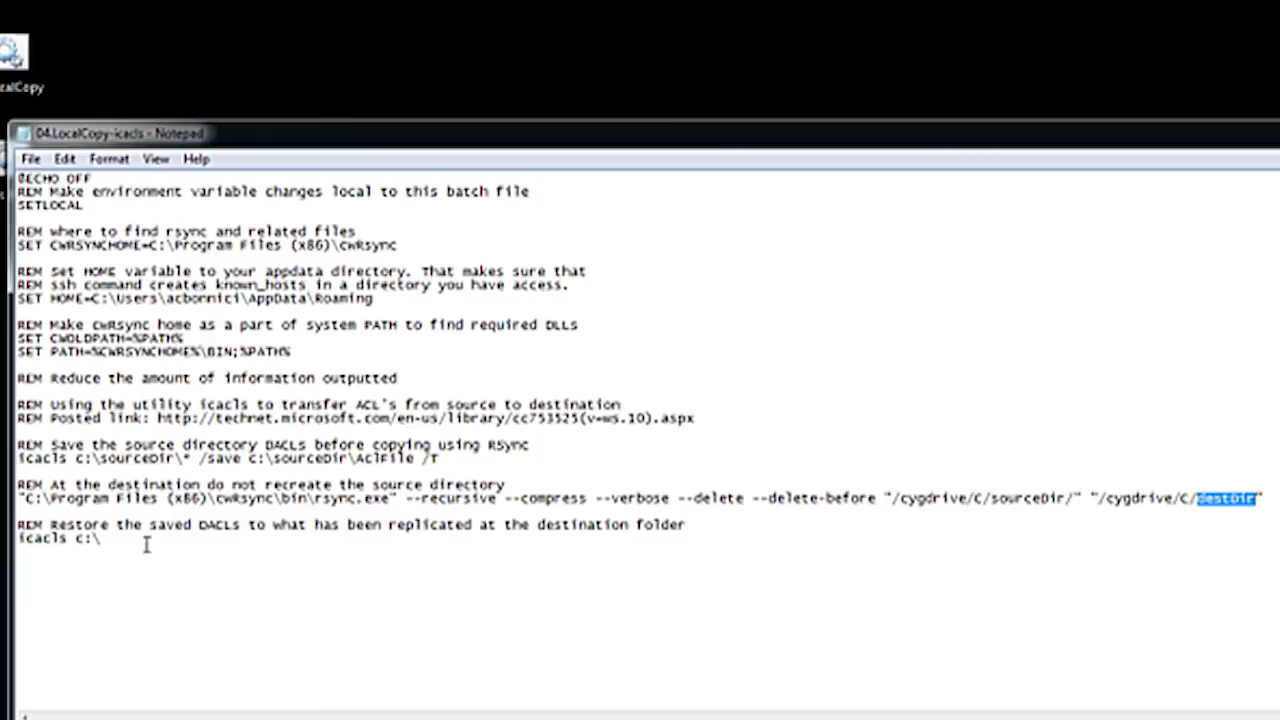 calCopy
04.LocalCopy-icacls - Notepad
File Edit Format View Help
@ECHO OFF
REM Make environment variable changes local to this batch file
SETLOCAL
REM where to find rsync and related files
SET CWRSYNCHOME=C:\Program Files (x86)\cwRsync
REM Set HOME variable to your appdata directory. That makes sure that
REM ssh command creates known_hosts in a directory you have access.
SET HOME=C:\Users\acbonnici\AppData\Roaming
REM Make cwRsync home as a part of system PATH to find required DLLs
SET CWOLDPATH=%PATH%
SET PATH=%CWRSYNCHOME%\BIN;%PATH%
REM Reduce the amount of information outputted
REM Using the utility icacls to transfer ACL's from source to destination
REM Posted link: http://technet.microsoft.com/en-us/library/cc753525(v=ws.10).aspx
REM Save the source directory DACLs before copying using RSync
icacls c:\sourceDir\* /save c:\sourceDir\AclFile /T
REM At the destination do not recreate the source directory
"C:\Program Files (x86)\cwRsync\bin\rsync.exe" --recursive --compress --verbose --delete --delete-before "/cygdrive/C/sourceDir/" "/cygdrive/C/destDir"
REM Restore the saved DACLs to what has been replicated at the destination folder
icacls c:\